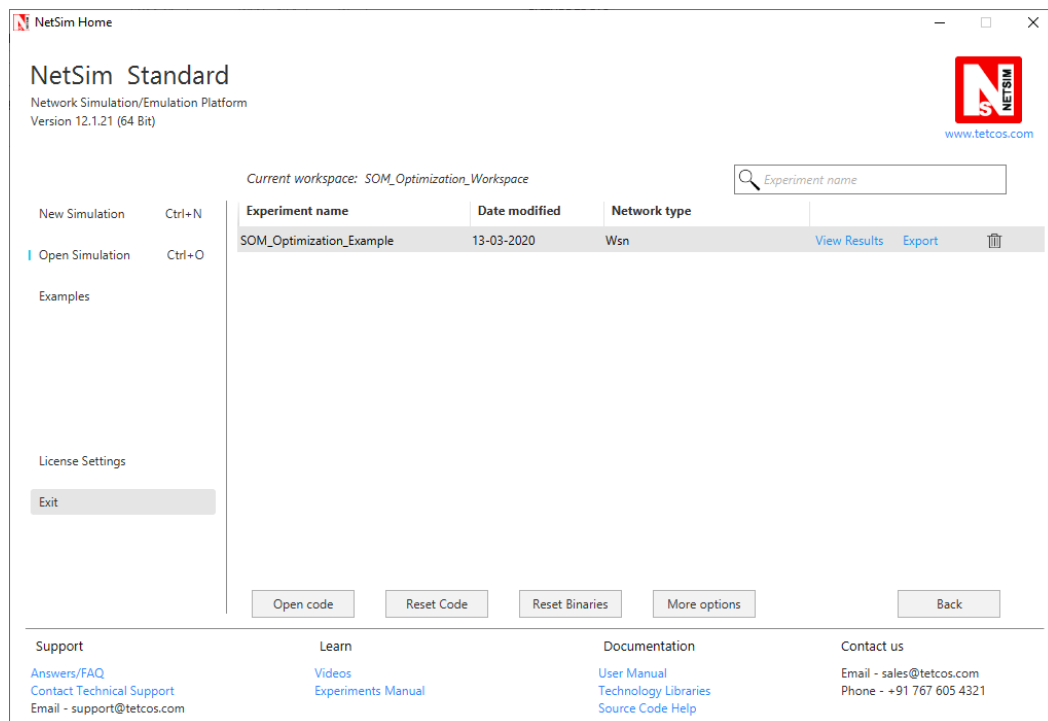 NetSim Home
NetSim Standard
Network Simulation/Emulation Platform
Version 12.1.21 (64 Bit)
NS NETSIM
www.tetcos.com
Current workspace: SOM_Optimization_Workspace
Experiment name
New Simulation Ctrl+N
Open Simulation Ctrl+O
Examples
License Settings
Exit
Experiment name Date modified Network type
SOM_Optimization_Example 13-03-2020 Wsn View Results Export
Open code Reset Code Reset Binaries More options Back
Support
Answers/FAQ
Contact Technical Support
Email - support@tetcos.com
Learn
Videos
Experiments Manual
Documentation
User Manual
Technology Libraries
Source Code Help
Contact us
Email - sales@tetcos.com
Phone - +91 767 605 4321